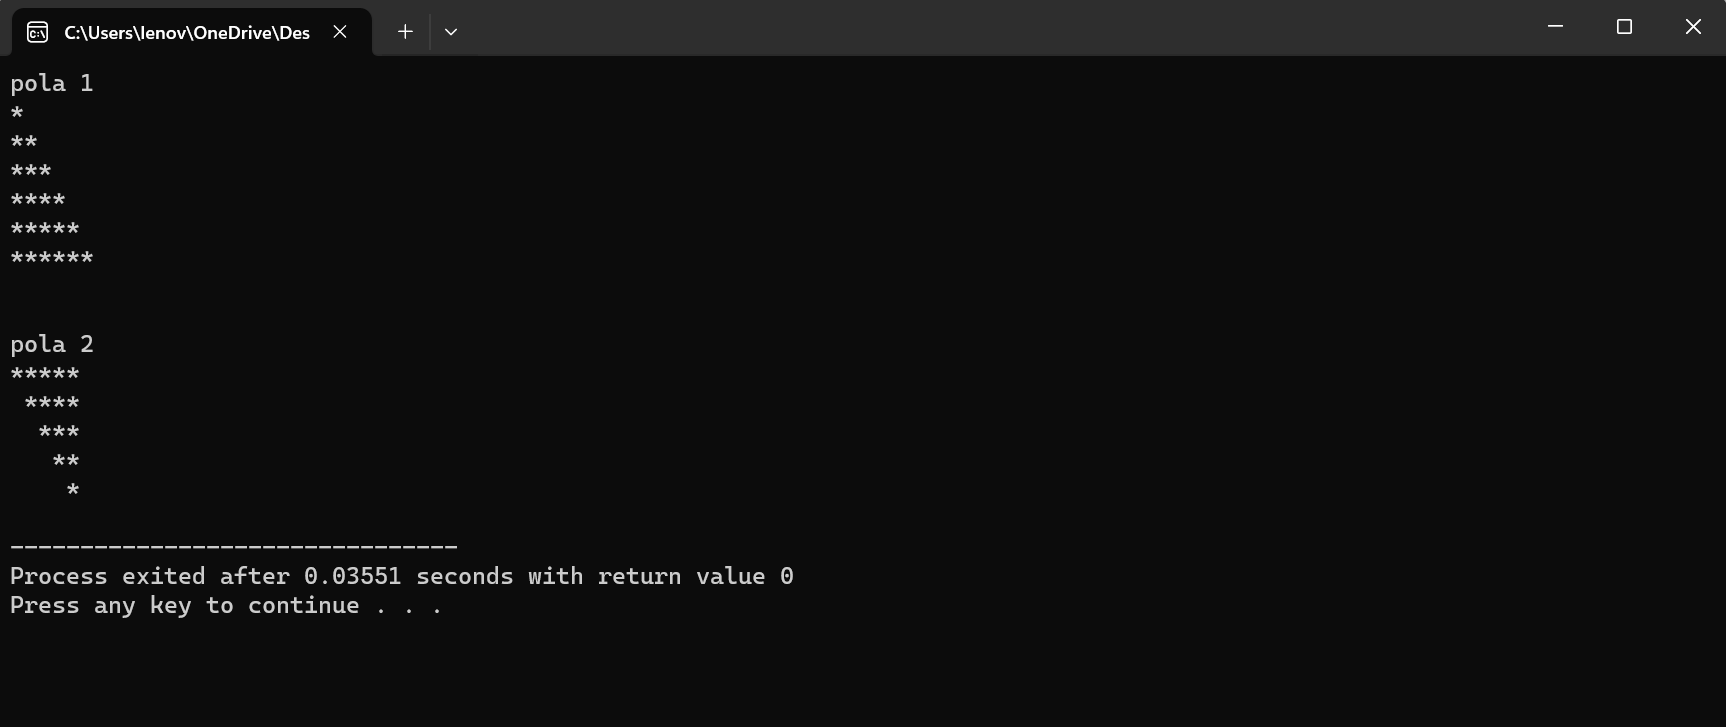 C:\Users\lenov\OneDrive\Des
pola 1
*
**
***
****
*****
******
pola 2
*****
 ****
  ***
   **
    *
--------------------------------
Process exited after 0.03551 seconds with return value 0
Press any key to continue . . .